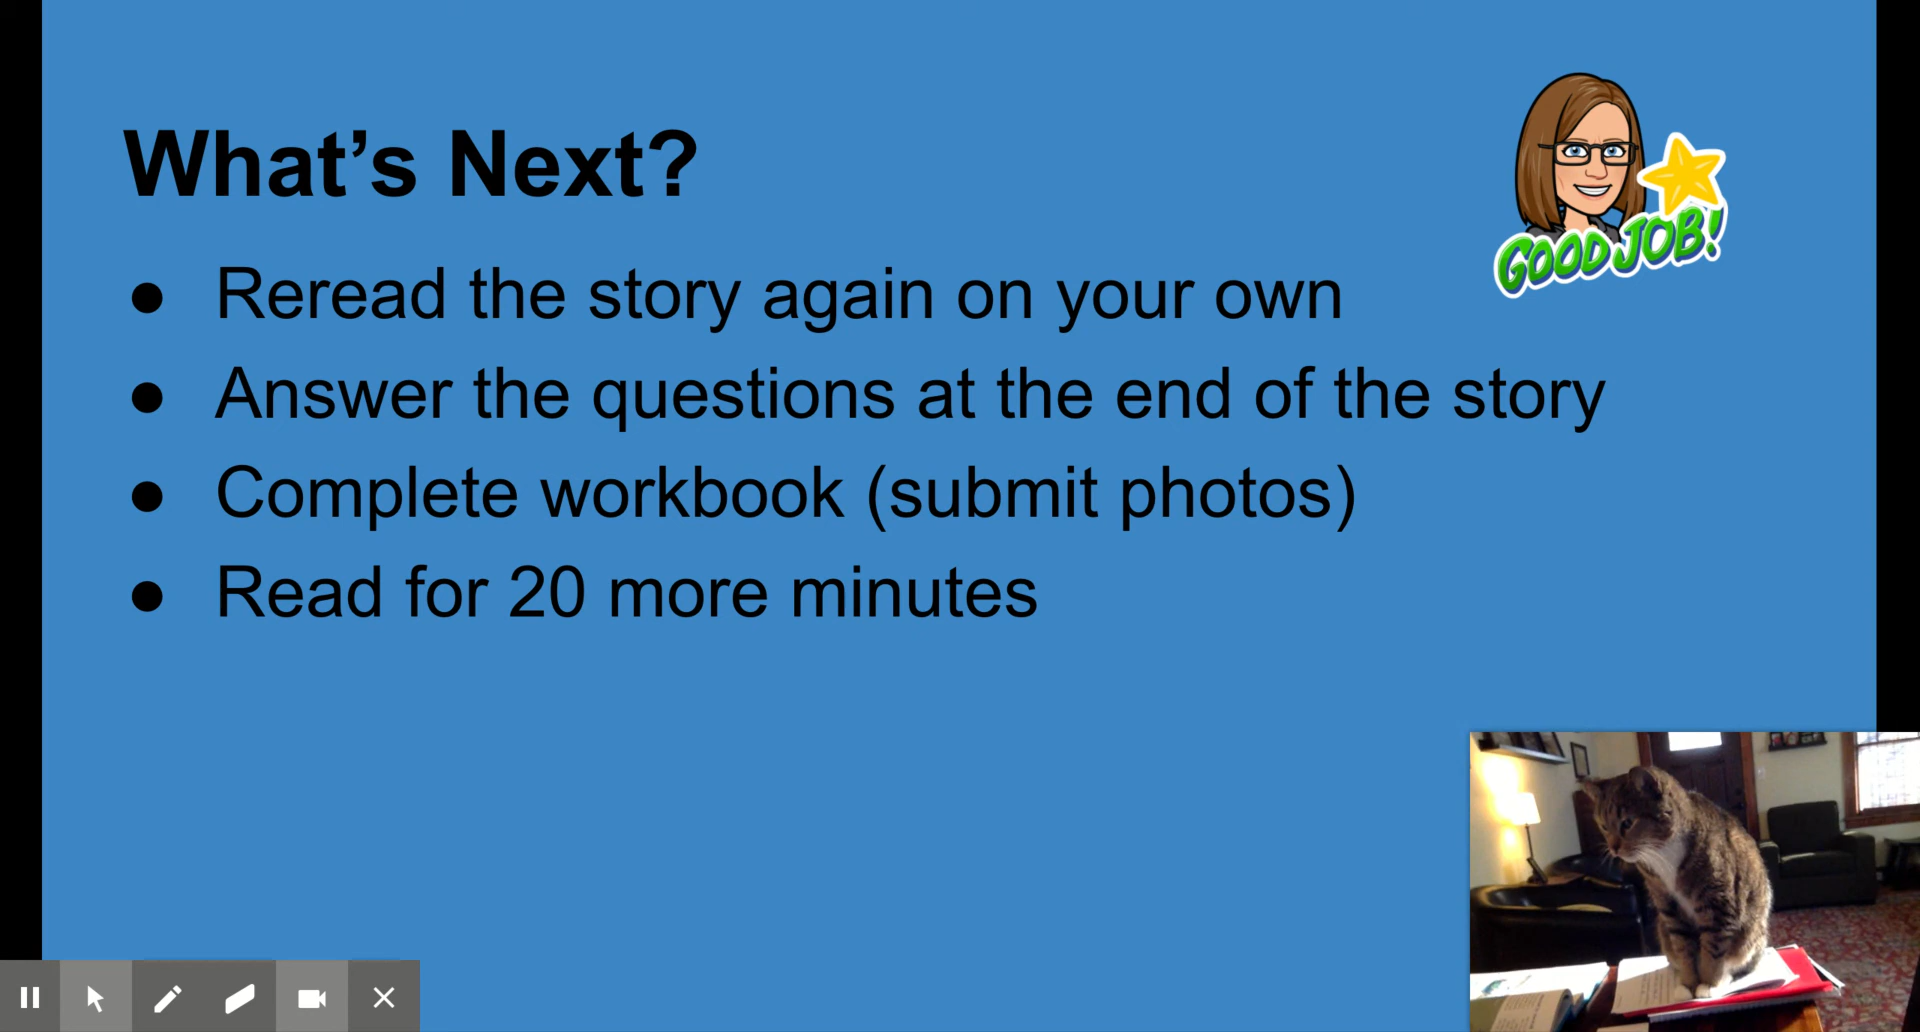 What's Next?
● Reread the story again on your own
● Answer the questions at the end of the story
● Complete workbook (submit photos)
● Read for 20 more minutes
GOOD JOB!